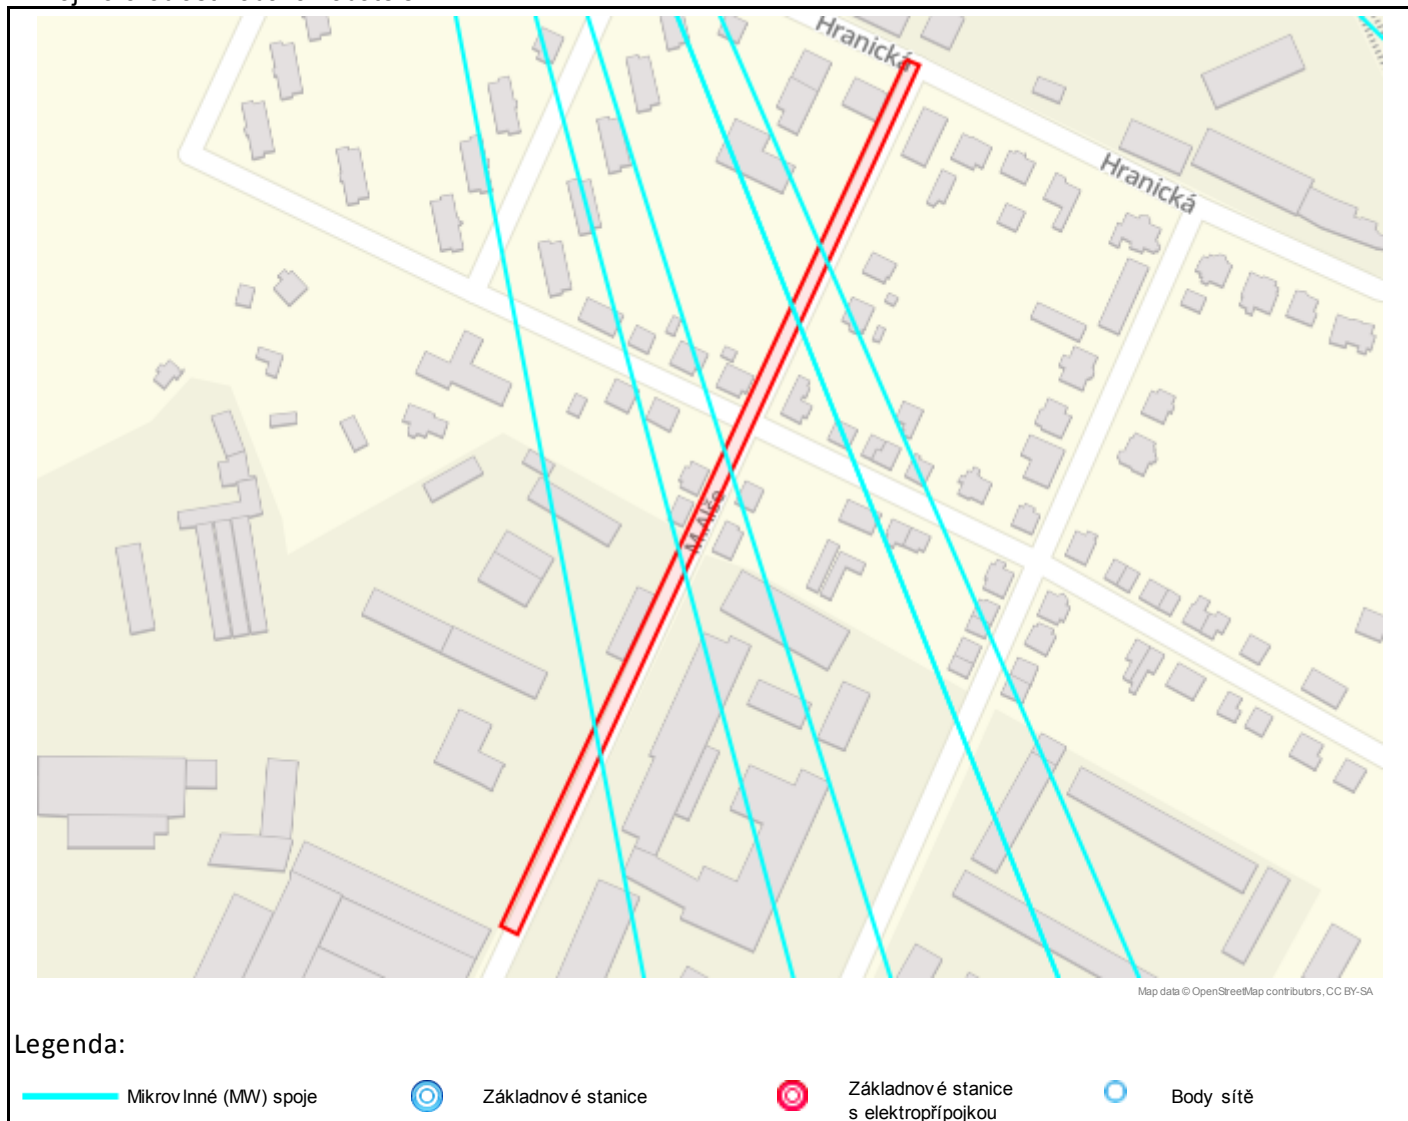 Hranická
Hranická
M.Alše
Map data © OpenStreetMap contributors, CC BY-SA
Legenda:
Mikrovlnné (MW) spoje
Základnové stanice
Základnové stanice
s elektropřípojkou
Body sítě